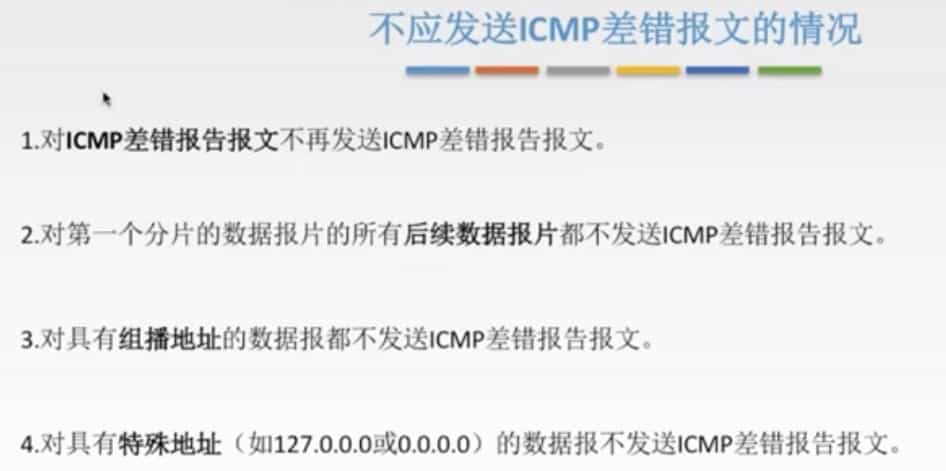 不应发送ICMP差错报文的情况
1.对ICMP差错报告报文不再发送ICMP差错报告报文。
2.对第一个分片的数据报片的所有后续数据报片都不发送ICMP差错报告报文。
3.对具有组播地址的数据报都不发送ICMP差错报告报文。
4.对具有特殊地址（如127.0.0.0或0.0.0.0）的数据报不发送ICMP差错报告报文。